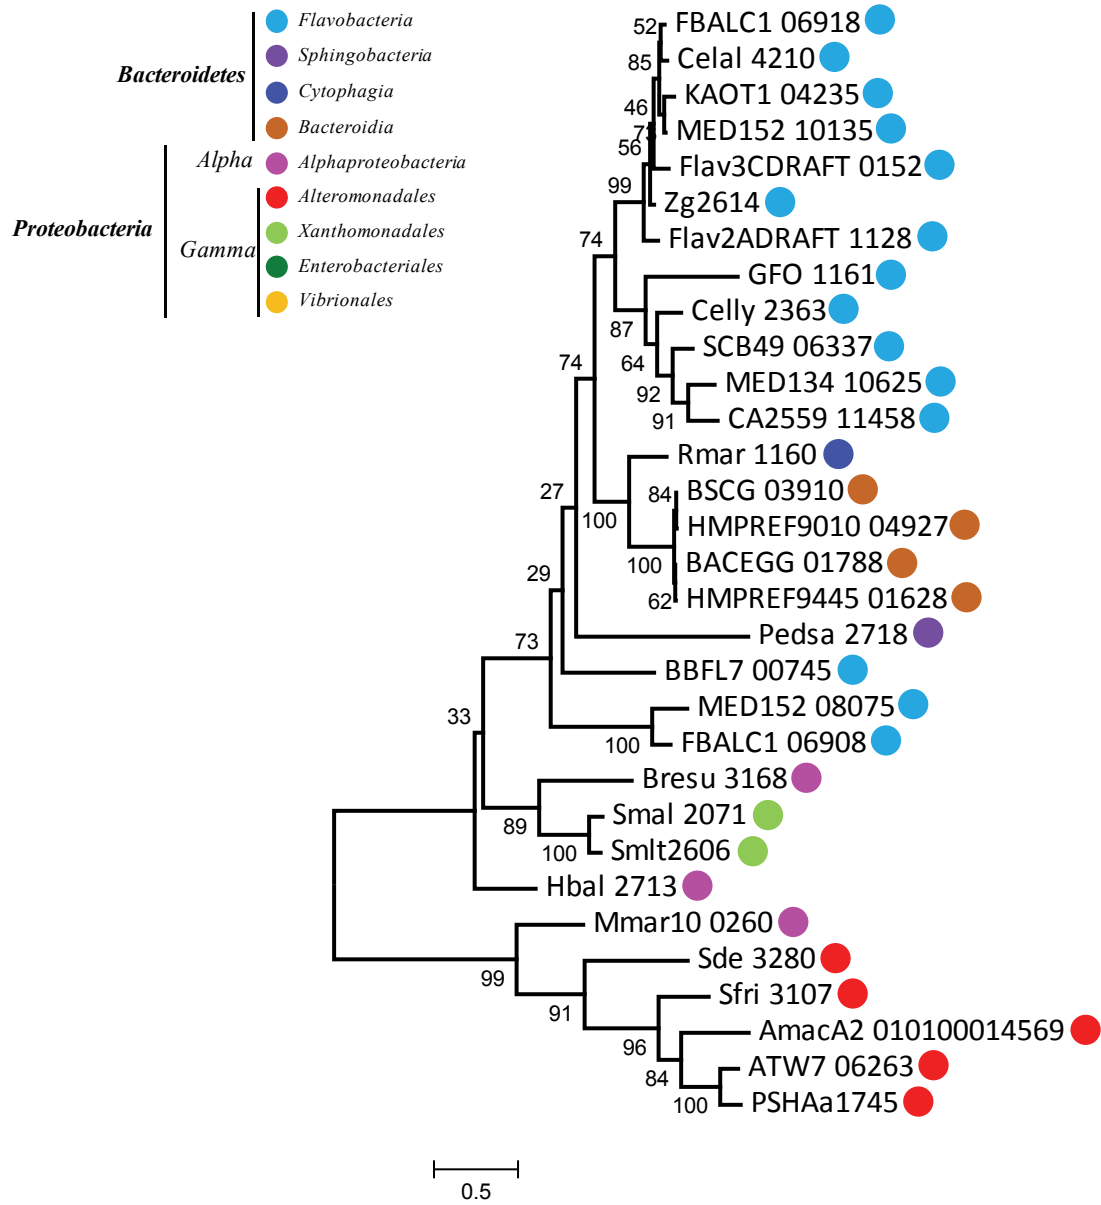 Flavobacteria
Sphingobacteria
Bacteroidetes
Cytophagia
Bacteroidia
Alpha
Alphaproteobacteria
Alteromonadales
Proteobacteria
Gamma
Xanthomonadales
Enterobacteriales
Vibrionales
52
FBALC1 06918
85
Celal 4210
46
KAOT1 04235
73
MED152 10135
56
Flav3CDRAFT 0152
99
Zg2614
74
Flav2ADRAFT 1128
GFO 1161
87
Celly 2363
64
SCB49 06337
74
92
MED134 10625
91
CA2559 11458
Rmar 1160
27
84
BSCG 03910
100
HMPREF9010 04927
100
BACEGG 01788
29
62
HMPREF9445 01628
73
Pedsa 2718
BBFL7 00745
33
MED152 08075
100
FBALC1 06908
Bresu 3168
89
Smal 2071
100
Smlt2606
Hbal 2713
Mmar10 0260
99
Sde 3280
91
Sfri 3107
96
AmacA2 010100014569
84
ATW7 06263
100
PSHAa1745
0.5